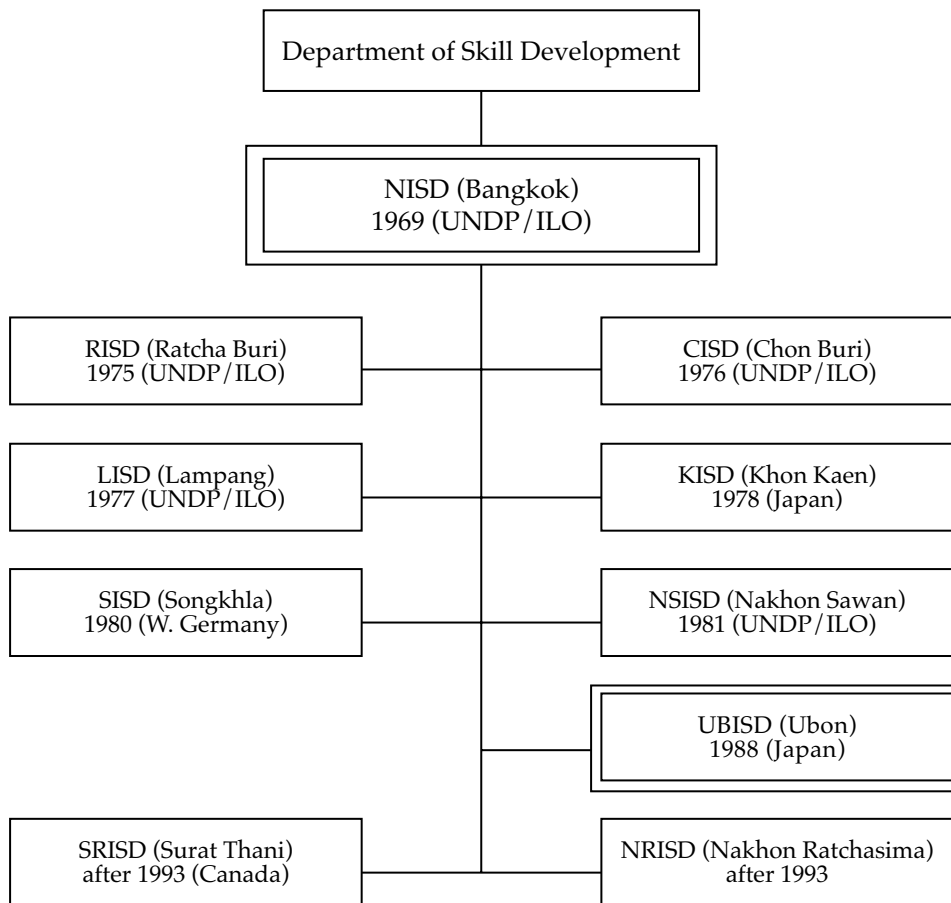 Department of Skill Development
NISD (Bangkok)
1969 (UNDP/ILO)
RISD (Ratcha Buri)
1975 (UNDP/ILO)
CISD (Chon Buri)
1976 (UNDP/ILO)
LISD (Lampang)
1977 (UNDP/ILO)
KISD (Khon Kaen)
1978 (Japan)
SISD (Songkhla)
1980 (W. Germany)
NSISD (Nakhon Sawan)
1981 (UNDP/ILO)
UBISD (Ubon)
1988 (Japan)
SRISD (Surat Thani)
after 1993 (Canada)
NRISD (Nakhon Ratchasima)
after 1993